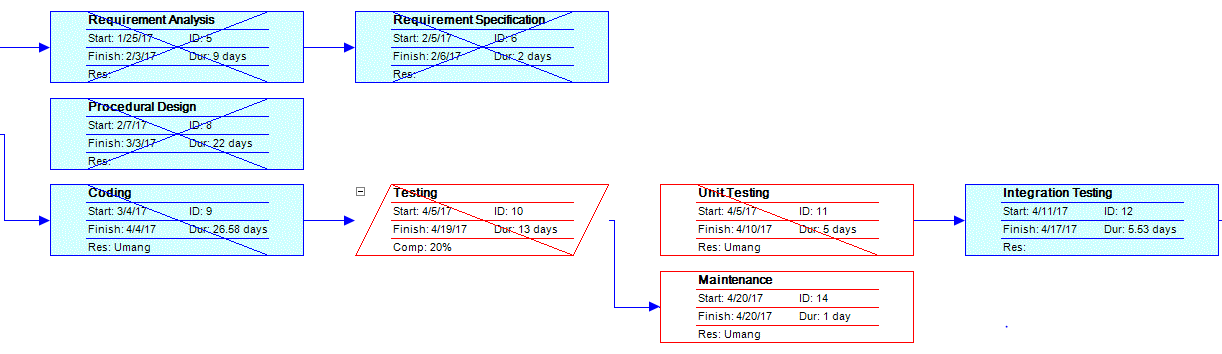 Requirement Analysis
Start: 1/25/17 ID: 5
Finish: 2/3/17 Dur: 9 days
Res:
Requirement Specification
Start: 2/5/17 ID: 6
Finish: 2/6/17 Dur: 2 days
Res:
Procedural Design
Start: 2/7/17 ID: 8
Finish: 3/3/17 Dur: 22 days
Res:
Coding
Start: 3/4/17 ID: 9
Finish: 4/4/17 Dur: 26.58 days
Res: Umang
Testing
Start: 4/5/17 ID: 10
Finish: 4/19/17 Dur: 13 days
Comp: 20%
Unit Testing
Start: 4/5/17 ID: 11
Finish: 4/10/17 Dur: 5 days
Res: Umang
Integration Testing
Start: 4/11/17 ID: 12
Finish: 4/17/17 Dur: 5.53 days
Res:
Maintenance
Start: 4/20/17 ID: 14
Finish: 4/20/17 Dur: 1 day
Res: Umang